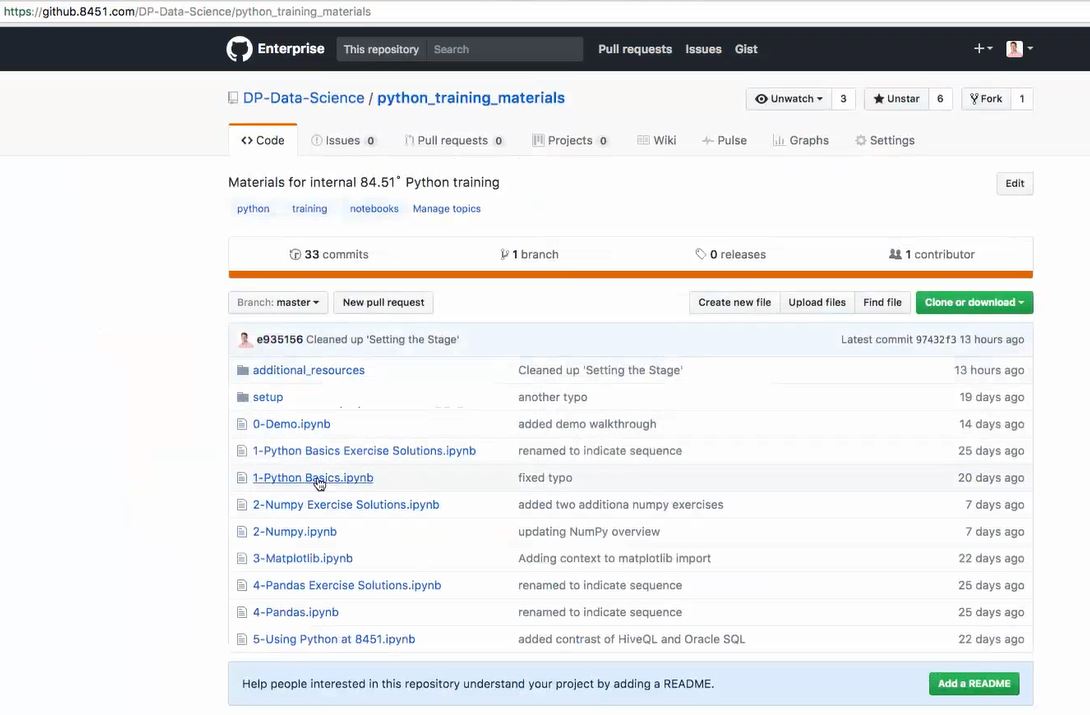 https://github.8451.com/DP-Data-Science/python_training_materials
Enterprise This repository Search Pull requests Issues Gist
DP-Data-Science / python_training_materials Unwatch 3 Unstar 6 Fork 1
Code Issues 0 Pull requests 0 Projects 0 Wiki Pulse Graphs Settings
Materials for internal 84.51° Python training Edit
python training notebooks Manage topics
33 commits 1 branch 0 releases 1 contributor
Branch: master New pull request Create new file Upload files Find file Clone or download
e935156 Cleaned up 'Setting the Stage' Latest commit 97432f3 13 hours ago
additional_resources Cleaned up 'Setting the Stage' 13 hours ago
setup another typo 19 days ago
0-Demo.ipynb added demo walkthrough 14 days ago
1-Python Basics Exercise Solutions.ipynb renamed to indicate sequence 25 days ago
1-Python Basics.ipynb fixed typo 20 days ago
2-Numpy Exercise Solutions.ipynb added two additiona numpy exercises 7 days ago
2-Numpy.ipynb updating NumPy overview 7 days ago
3-Matplotlib.ipynb Adding context to matplotlib import 22 days ago
4-Pandas Exercise Solutions.ipynb renamed to indicate sequence 25 days ago
4-Pandas.ipynb renamed to indicate sequence 25 days ago
5-Using Python at 8451.ipynb added contrast of HiveQL and Oracle SQL 22 days ago
Help people interested in this repository understand your project by adding a README. Add a README